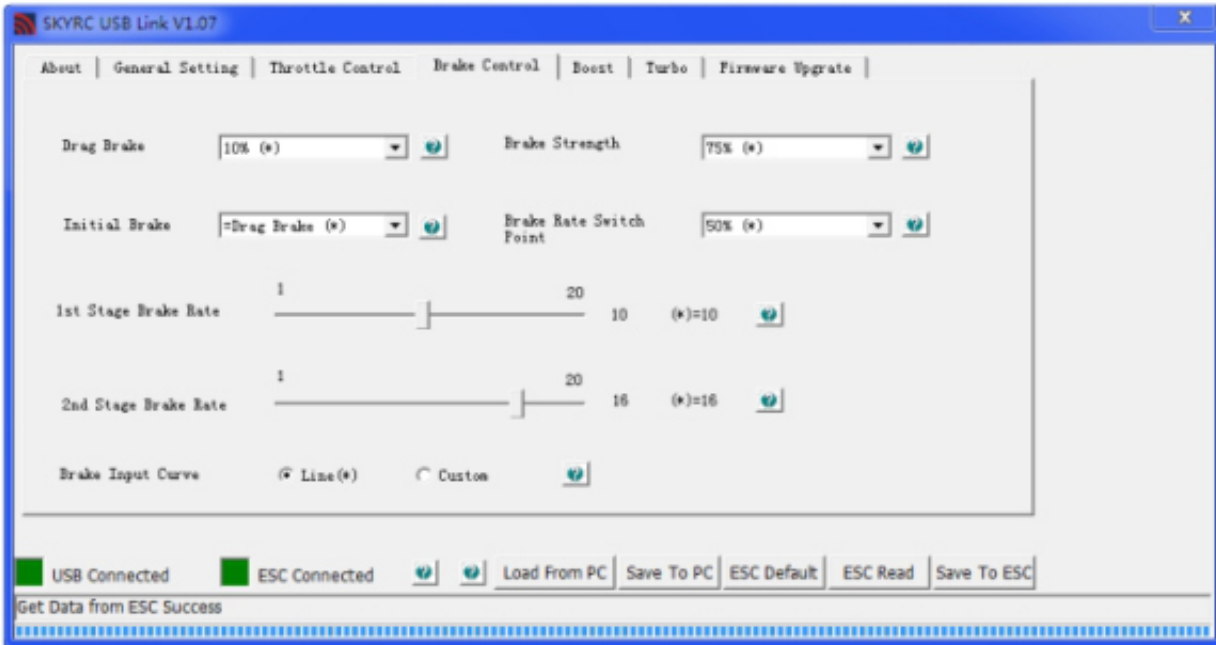 SKYRC USB Link V1.07
x
About | General Setting | Throttle Control | Brake Control | Boost | Turbo | Firmware Upgrate |
Drag Brake 10% (*) ? Brake Strength 75% (*) ?
Initial Brake =Drag Brake (*) ? Brake Rate Switch Point 50% (*) ?
1 20
1st Stage Brake Rate 10 (*)=10 ?
1 20
2nd Stage Brake Rate 16 (*)=16 ?
Brake Input Curve Line(*) Custom ?
USB Connected ESC Connected ? ? Load From PC Save To PC ESC Default ESC Read Save To ESC
Get Data from ESC Success